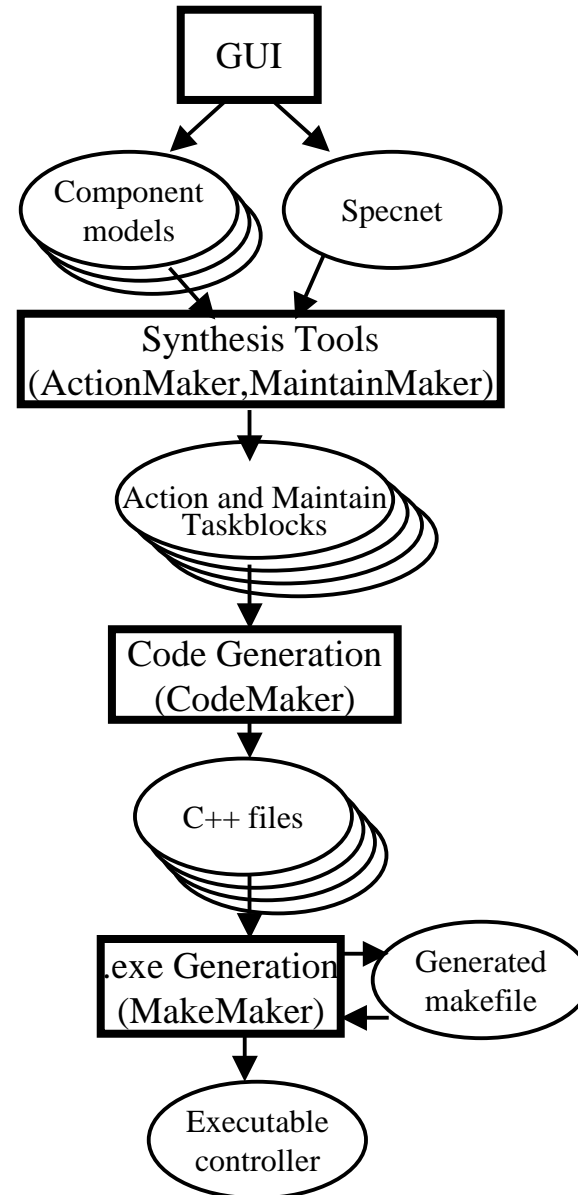 GUI
Component
models
Specnet
Synthesis Tools
(ActionMaker,MaintainMaker)
Action and Maintain
Taskblocks
Code Generation
(CodeMaker)
C++ files
.exe Generation
(MakeMaker)
Generated
makefile
Executable
controller